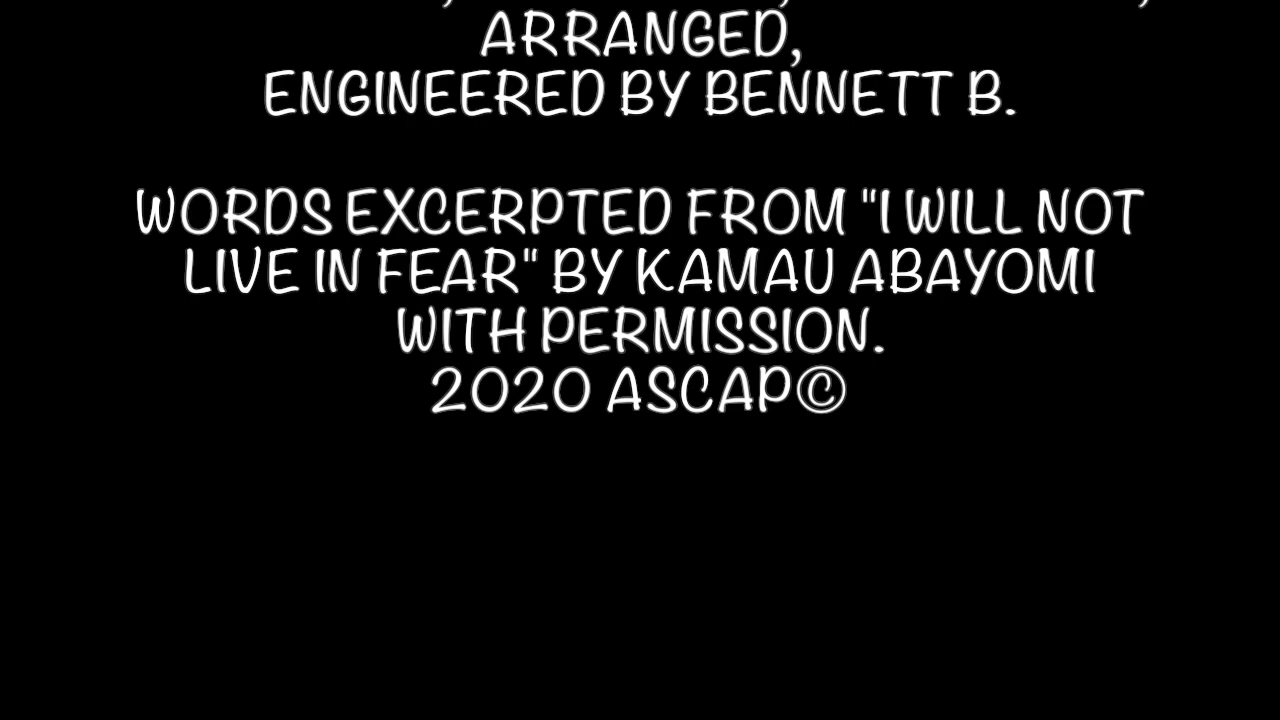 ARRANGED,
ENGINEERED BY BENNETT B.
WORDS EXCERPTED FROM "I WILL NOT
LIVE IN FEAR" BY KAMAU ABAYOMI
WITH PERMISSION.
2020 ASCAP©